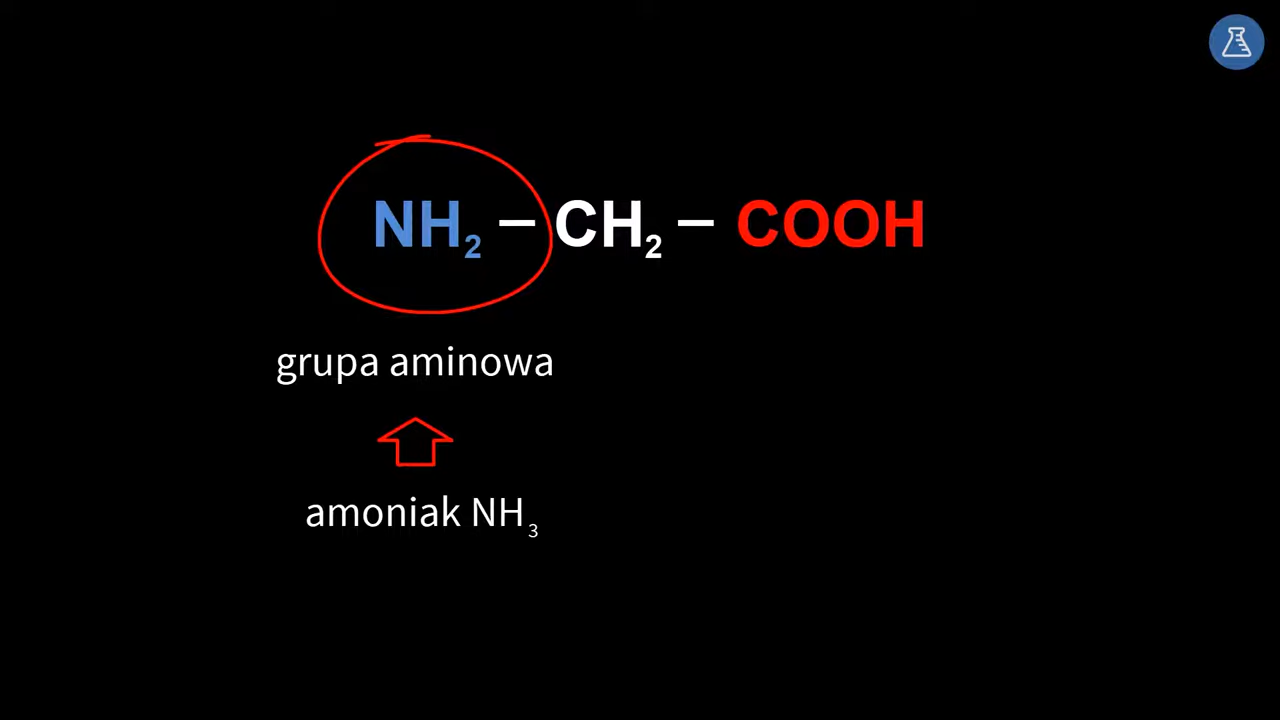 NH₂ – CH₂ – COOH
grupa aminowa
amoniak NH₃